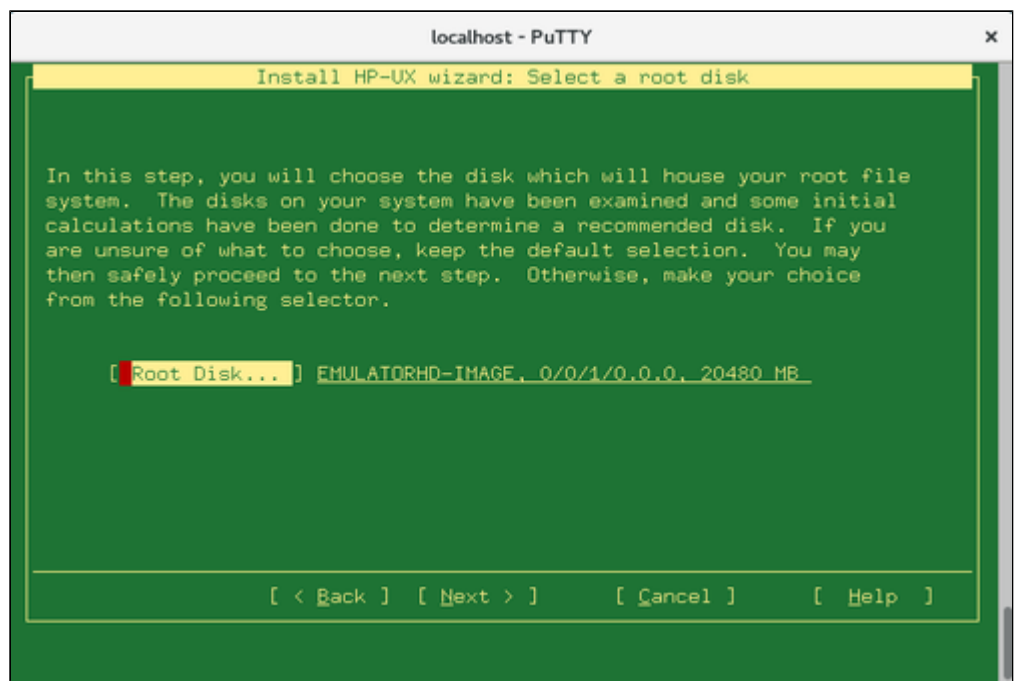 localhost - PuTTY ×
Install HP-UX wizard: Select a root disk
In this step, you will choose the disk which will house your root file
system.  The disks on your system have been examined and some initial
calculations have been done to determine a recommended disk.  If you
are unsure of what to choose, keep the default selection.  You may
then safely proceed to the next step.  Otherwise, make your choice
from the following selector.
[ Root Disk... ] EMULATORHD-IMAGE, 0/0/1/0.0.0, 20480 MB
[ < Back ] [ Next > ] [ Cancel ] [ Help ]